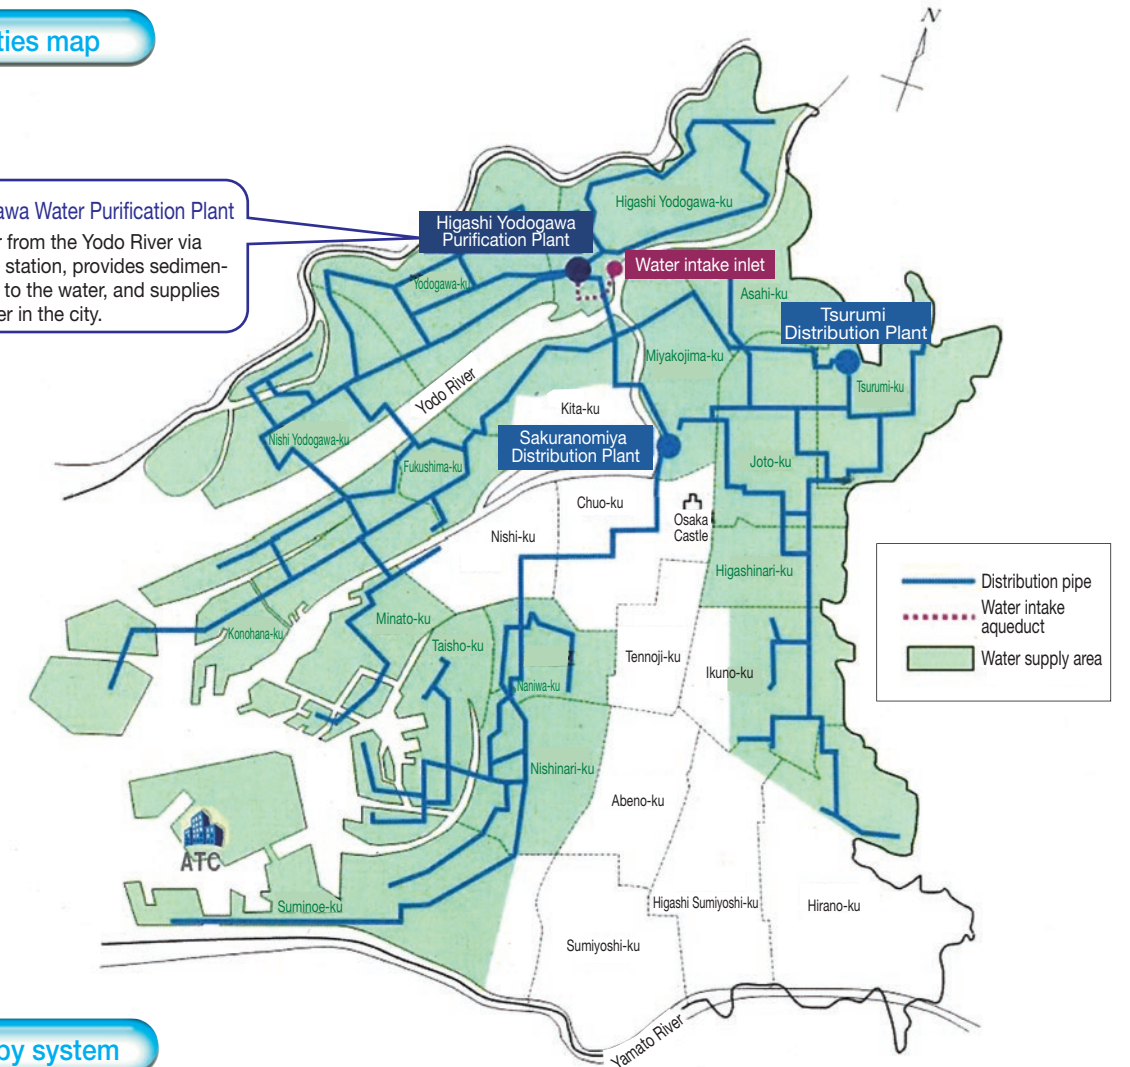 ties map
N
awa Water Purification Plant
r from the Yodo River via
station, provides sedimen-
to the water, and supplies
er in the city.
Higashi Yodogawa
Purification Plant
Higashi Yodogawa-ku
Water intake inlet
Yodogawa-ku
Asahi-ku
Tsurumi
Distribution Plant
Miyakojima-ku
Tsurumi-ku
Yodo River
Kita-ku
Nishi Yodogawa-ku
Sakuranomiya
Distribution Plant
Fukushima-ku
Joto-ku
Chuo-ku
Nishi-ku
Osaka
Castle
Higashinari-ku
Distribution pipe
Water intake
aqueduct
Water supply area
Konohana-ku
Minato-ku
Taisho-ku
Tennoji-ku
Ikuno-ku
Naniwa-ku
Nishinari-ku
Abeno-ku
ATC
Suminoe-ku
Higashi Sumiyoshi-ku
Hirano-ku
Sumiyoshi-ku
Yamato River
by system